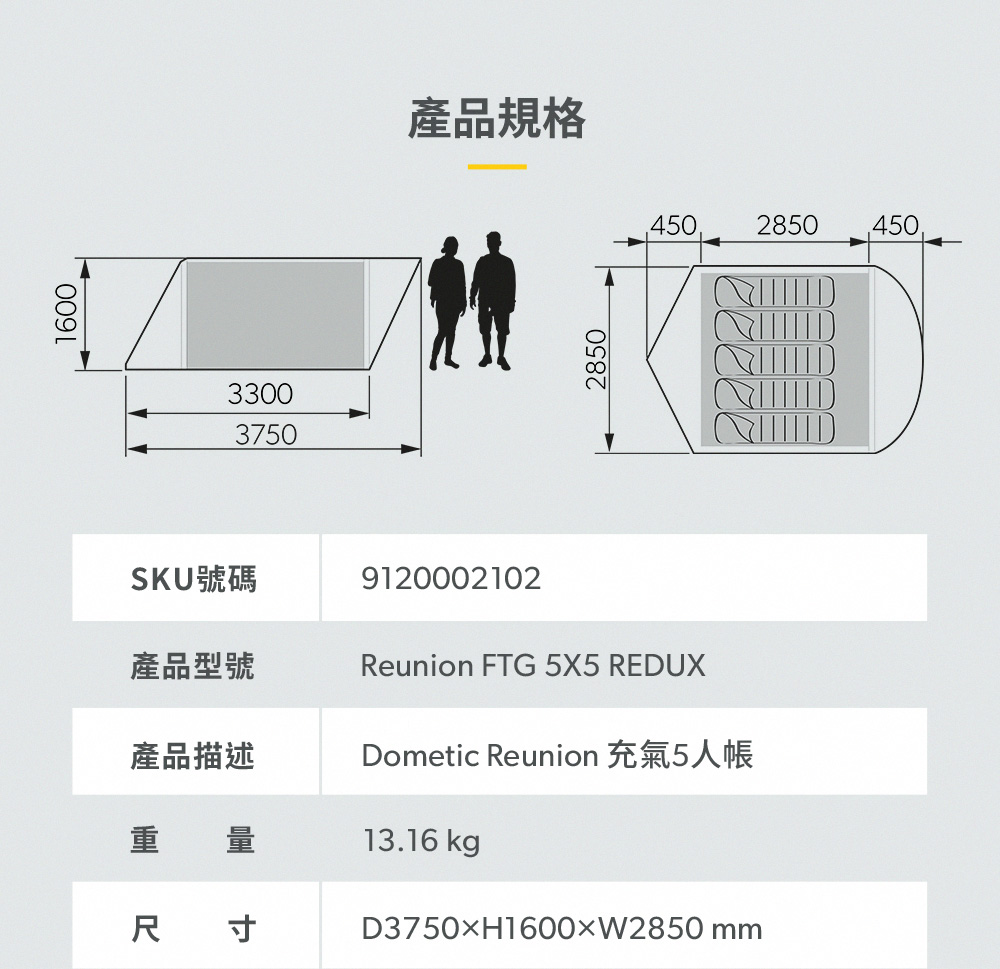 產品規格
450 2850 450
1600
2850
3300
3750
SKU號碼 9120002102
產品型號 Reunion FTG 5X5 REDUX
產品描述 Dometic Reunion 充氣5人帳
重量 13.16 kg
尺寸 D3750×H1600×W2850 mm